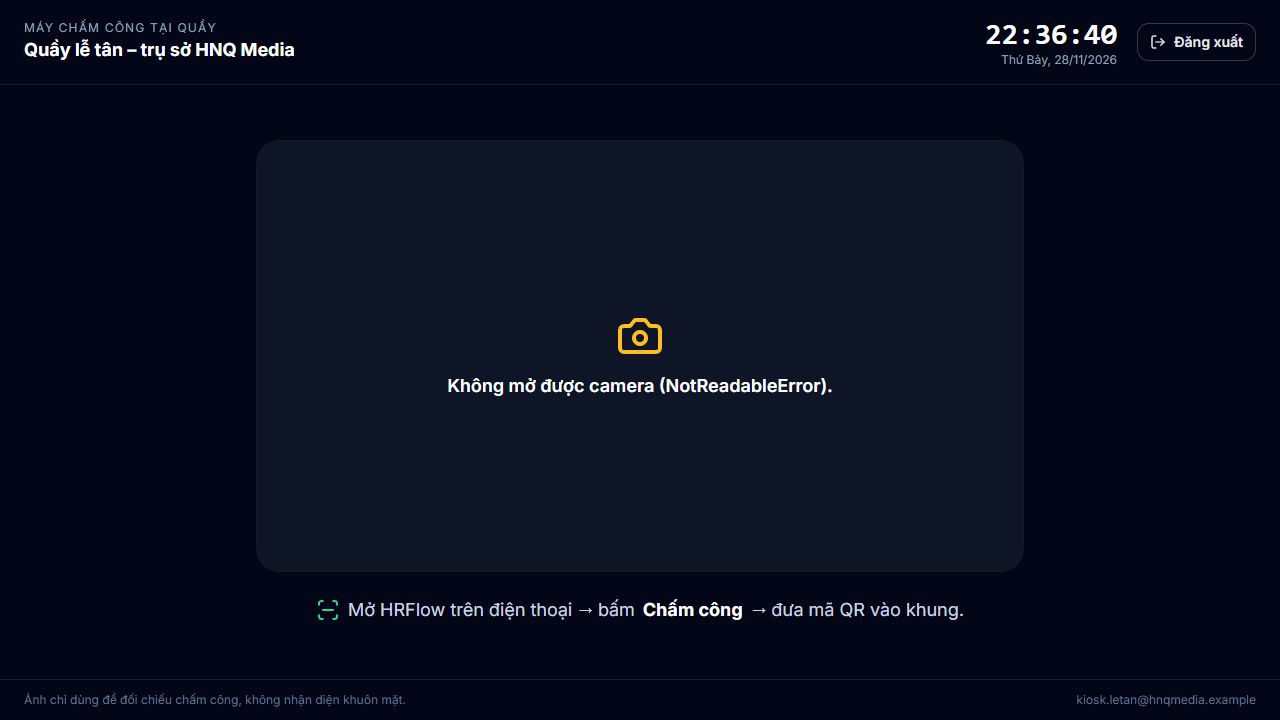 MÁY CHẤM CÔNG TẠI QUẦY
Quầy lễ tân – trụ sở HNQ Media
22:36:40
Thứ Bảy, 28/11/2026
Đăng xuất
Không mở được camera (NotReadableError).
Mở HRFlow trên điện thoại → bấm Chấm công → đưa mã QR vào khung.
Ảnh chỉ dùng để đối chiếu chấm công, không nhận diện khuôn mặt.
kiosk.letan@hnqmedia.example